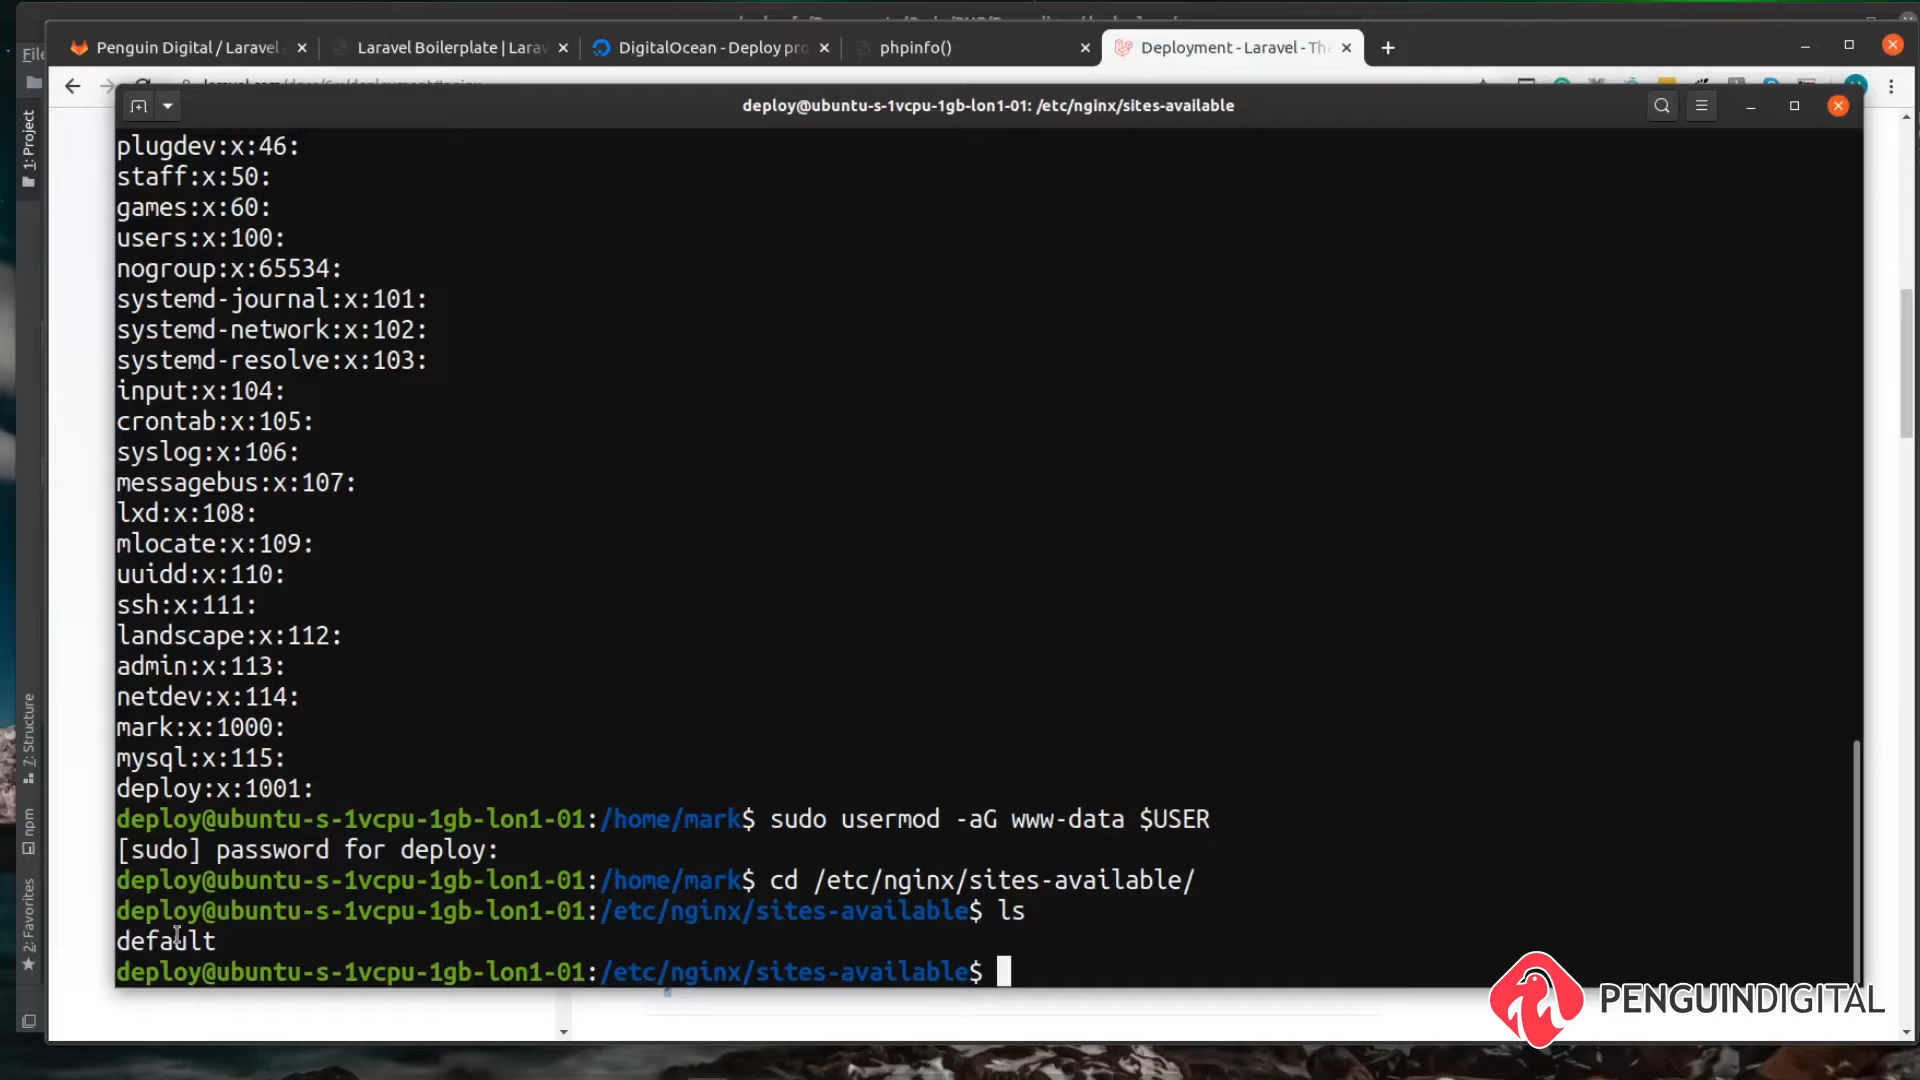 File
Penguin Digital / Laravel
Laravel Boilerplate | Larav
DigitalOcean - Deploy pro
phpinfo()
Deployment - Laravel - The
deploy@ubuntu-s-1vcpu-1gb-lon1-01: /etc/nginx/sites-available
1: Project
7: Structure
npm
2: Favorites
plugdev:x:46:
staff:x:50:
games:x:60:
users:x:100:
nogroup:x:65534:
systemd-journal:x:101:
systemd-network:x:102:
systemd-resolve:x:103:
input:x:104:
crontab:x:105:
syslog:x:106:
messagebus:x:107:
lxd:x:108:
mlocate:x:109:
uuidd:x:110:
ssh:x:111:
landscape:x:112:
admin:x:113:
netdev:x:114:
mark:x:1000:
mysql:x:115:
deploy:x:1001:
deploy@ubuntu-s-1vcpu-1gb-lon1-01:/home/mark$ sudo usermod -aG www-data $USER
[sudo] password for deploy:
deploy@ubuntu-s-1vcpu-1gb-lon1-01:/home/mark$ cd /etc/nginx/sites-available/
deploy@ubuntu-s-1vcpu-1gb-lon1-01:/etc/nginx/sites-available$ ls
default
deploy@ubuntu-s-1vcpu-1gb-lon1-01:/etc/nginx/sites-available$
PENGUINDIGITAL